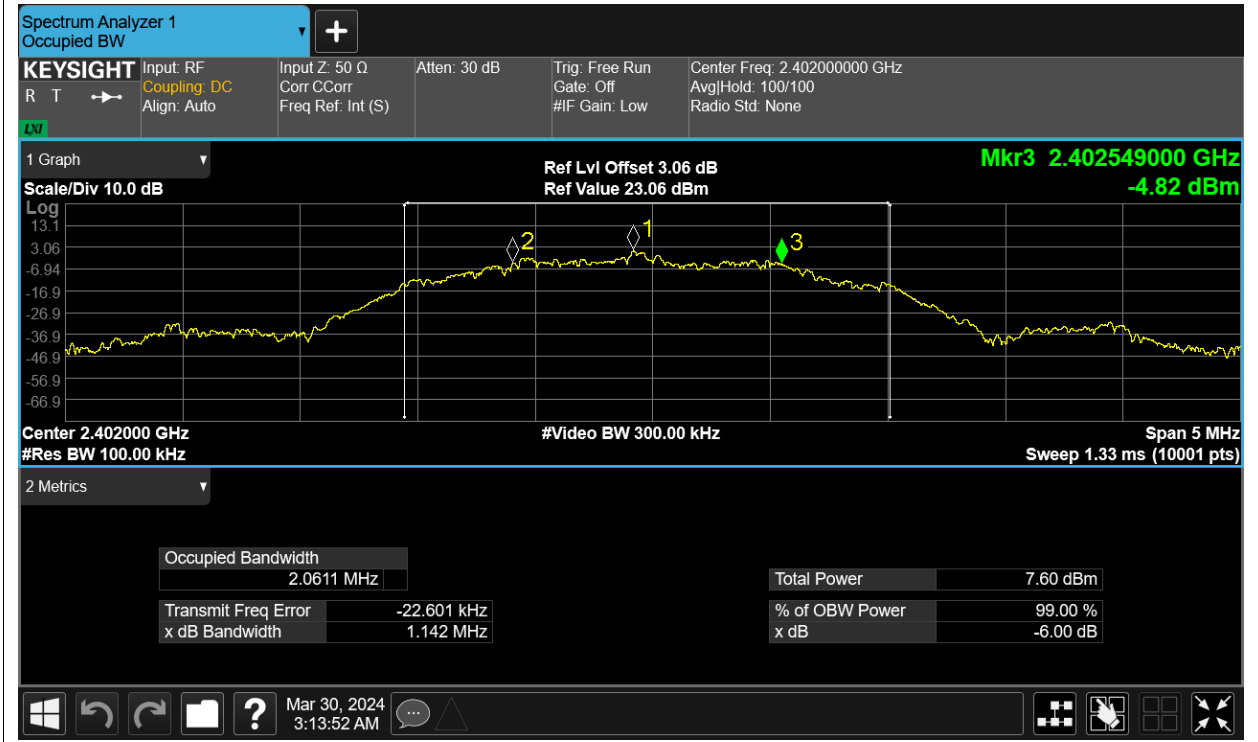 Spectrum Analyzer 1
Occupied BW
KEYSIGHT
R T
LXI
Input: RF
Coupling: DC
Align: Auto
Input Z: 50 Ω
Corr CCorr
Freq Ref: Int (S)
Atten: 30 dB
Trig: Free Run
Gate: Off
#IF Gain: Low
Center Freq: 2.402000000 GHz
Avg|Hold: 100/100
Radio Std: None
1 Graph
Scale/Div 10.0 dB
Ref Lvl Offset 3.06 dB
Ref Value 23.06 dBm
Mkr3 2.402549000 GHz
-4.82 dBm
Log
13.1
3.06
-6.94
-16.9
-26.9
-36.9
-46.9
-56.9
-66.9
2
1
3
Center 2.402000 GHz
#Video BW 300.00 kHz
Span 5 MHz
#Res BW 100.00 kHz
Sweep 1.33 ms (10001 pts)
2 Metrics
Occupied Bandwidth
2.0611 MHz
Total Power 7.60 dBm
Transmit Freq Error -22.601 kHz
% of OBW Power 99.00 %
x dB Bandwidth 1.142 MHz
x dB -6.00 dB
?
Mar 30, 2024
3:13:52 AM